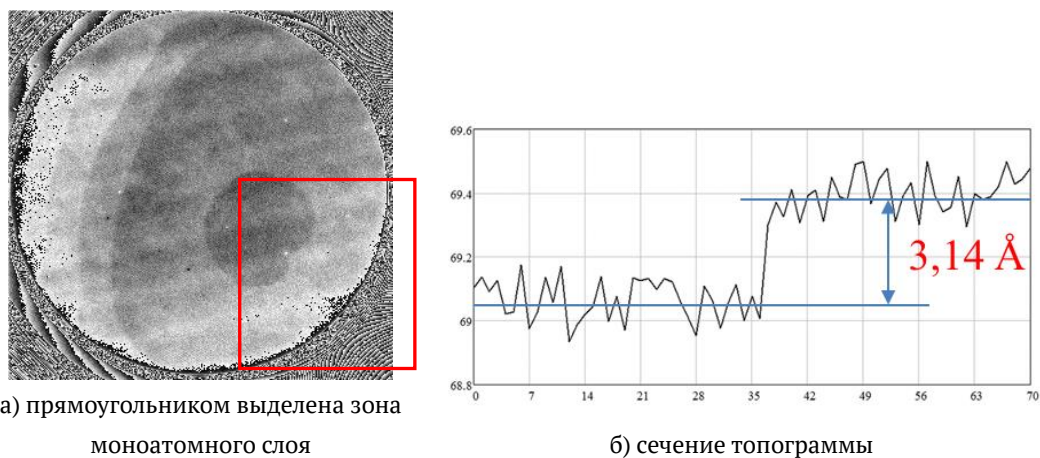 69.6
69.4
69.2
69
68.8
3,14 Å
0 7 14 21 28 35 42 49 56 63 70
а) прямоугольником выделена зона
моноатомного слоя
б) сечение топограммы